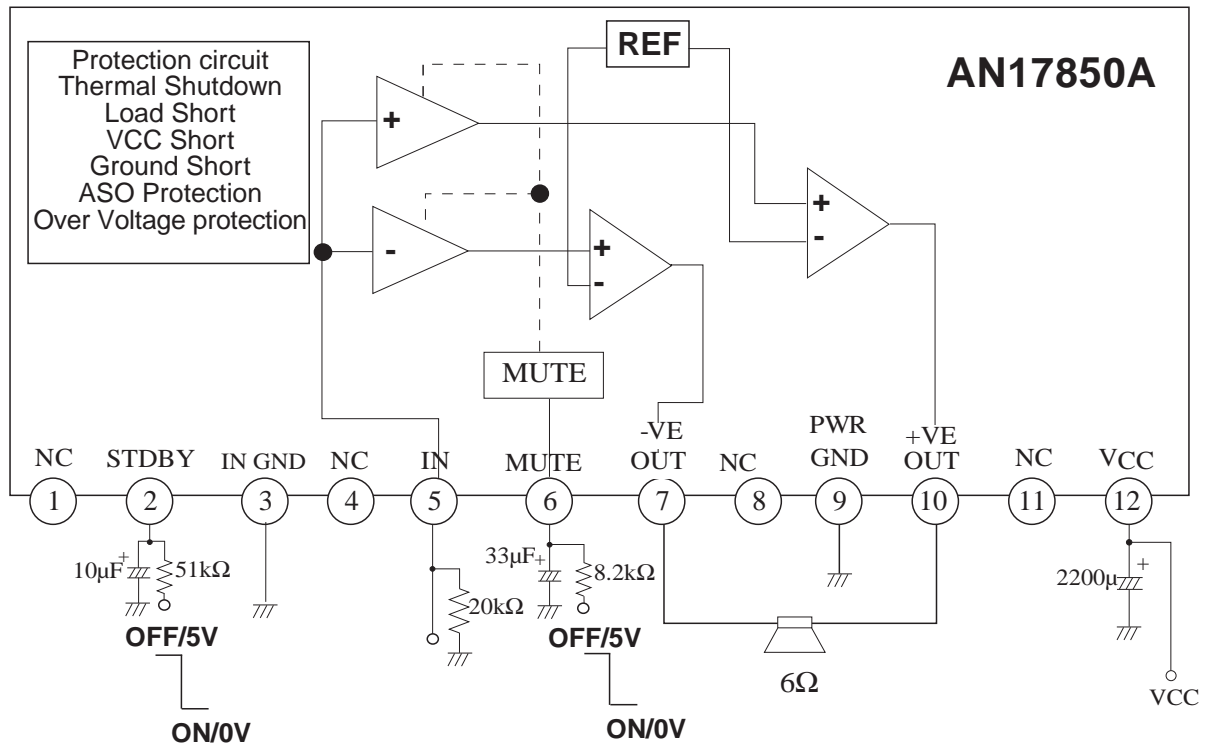 REF
AN17850A
Protection circuit
Thermal Shutdown
Load Short
VCC Short
Ground Short
ASO Protection
Over Voltage protection
+
-
+
-
+
-
MUTE
NC
STDBY
IN GND
NC
IN
MUTE
-VE
OUT
NC
PWR
GND
+VE
OUT
NC
VCC
1
2
3
4
5
6
7
8
9
10
11
12
10µF
+
51kΩ
OFF/5V
ON/0V
20kΩ
33µF
+
8.2kΩ
OFF/5V
ON/0V
6Ω
2200µ
+
VCC